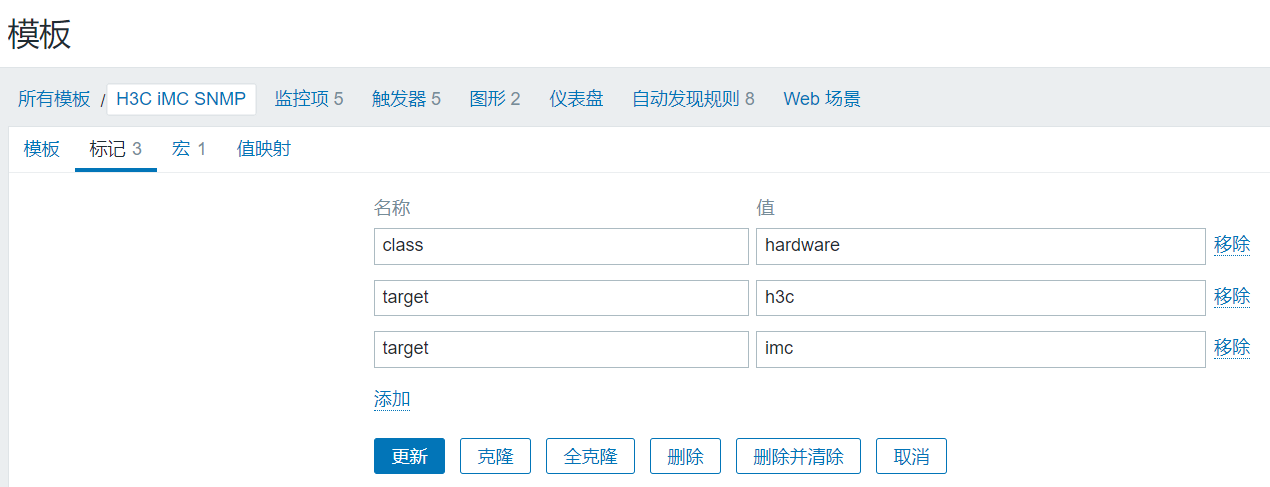 模板
所有模板 / H3C iMC SNMP 监控项 5 触发器 5 图形 2 仪表盘 自动发现规则 8 Web 场景
模板 标记 3 宏 1 值映射
名称 值
class hardware 移除
target h3c 移除
target imc 移除
添加
更新 克隆 全克隆 删除 删除并清除 取消